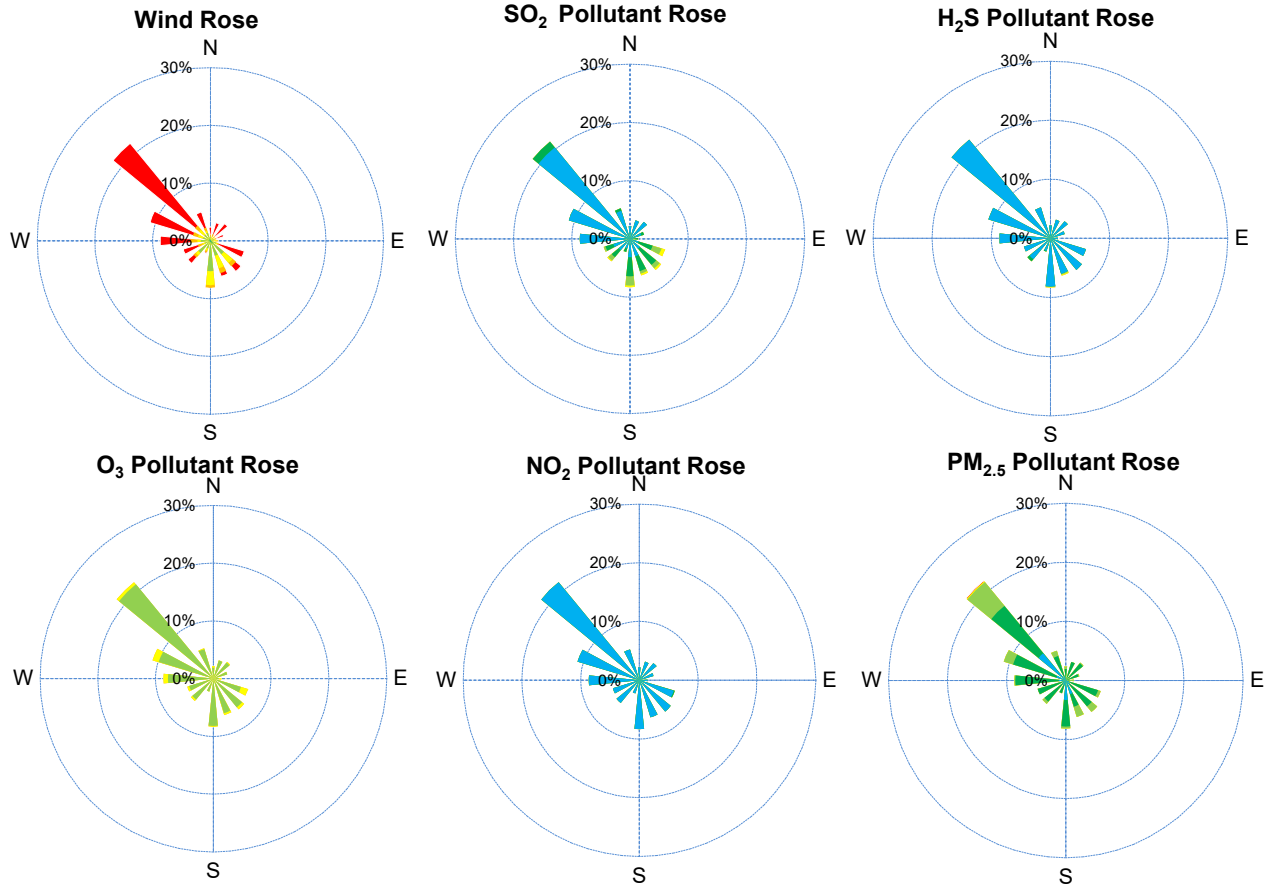 Wind Rose
N
30%
20%
10%
0%
W
E
S
SO₂ Pollutant Rose
N
30%
20%
10%
0%
W
E
S
H₂S Pollutant Rose
N
30%
20%
10%
0%
W
E
S
O₃ Pollutant Rose
N
30%
20%
10%
0%
W
E
S
NO₂ Pollutant Rose
N
30%
20%
10%
0%
W
E
S
PM₂.₅ Pollutant Rose
N
30%
20%
10%
0%
W
E
S